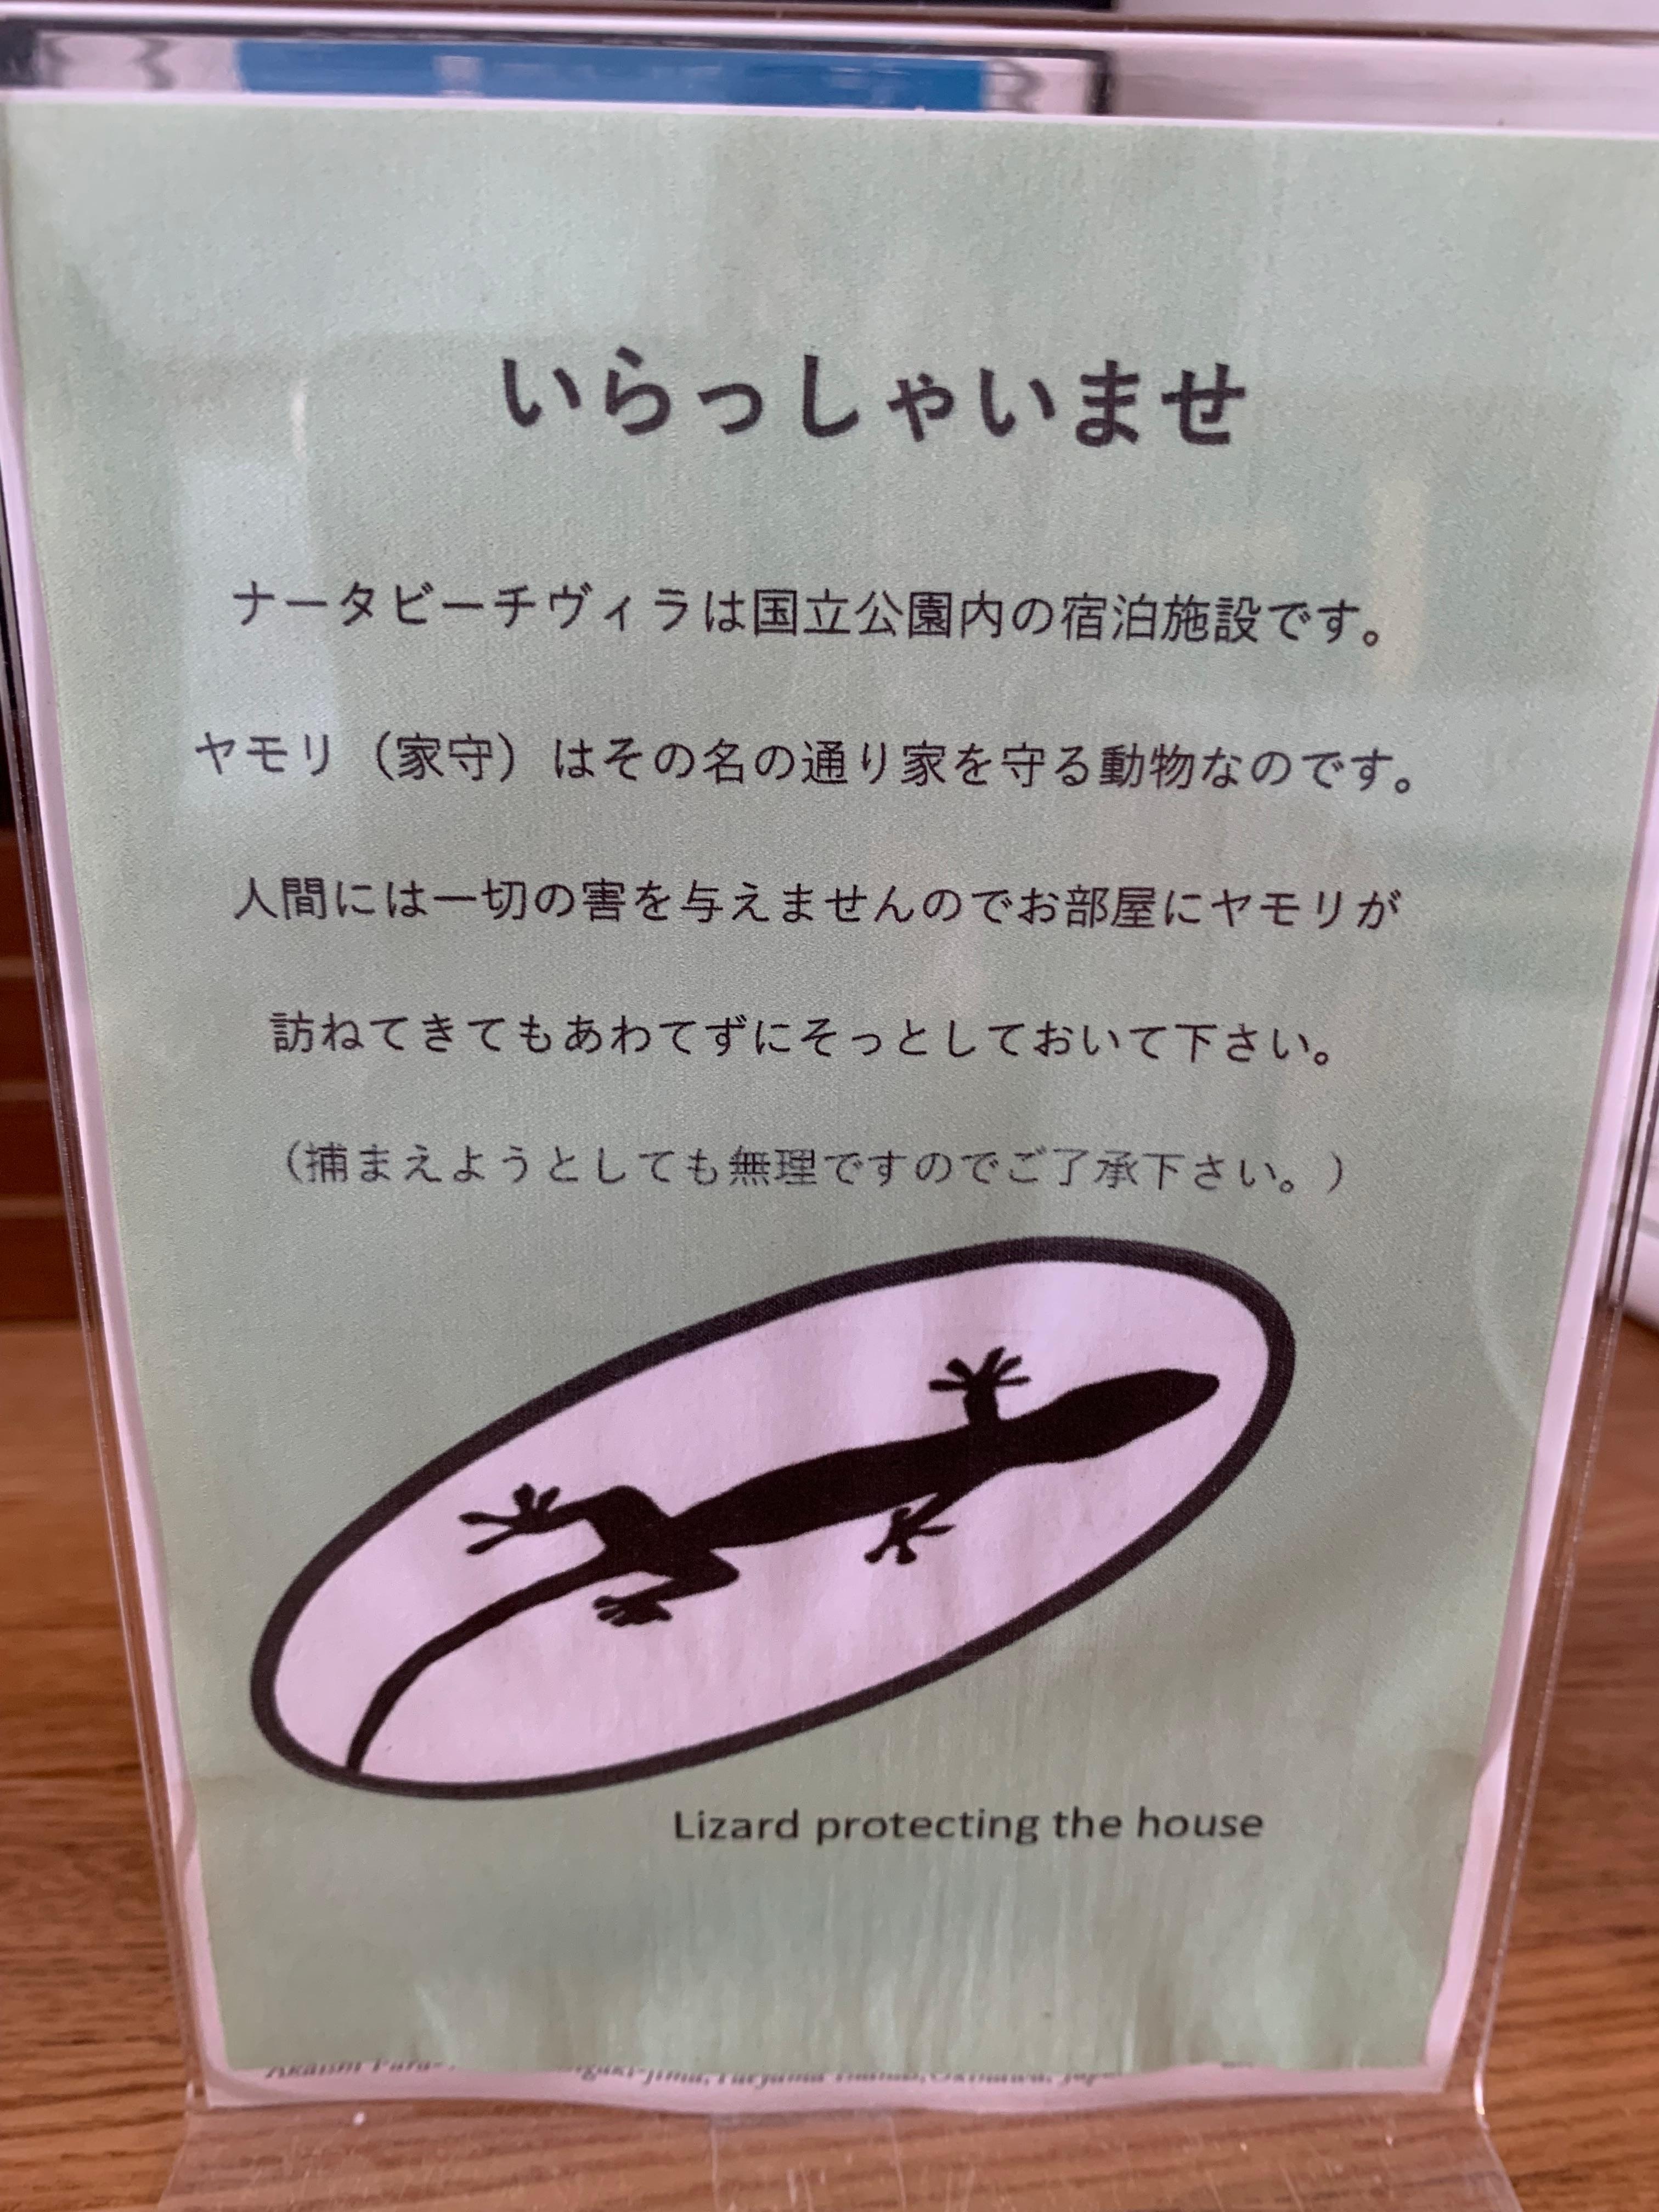 いらっしゃいませ
ナータビーチヴィラは国立公園内の宿泊施設です。
ヤモリ（家守）はその名の通り家を守る動物なのです。
人間には一切の害を与えませんのでお部屋にヤモリが
訪ねてきてもあわてずにそっとしておいて下さい。
（捕まえようとしても無理ですのでご了承下さい。）
Lizard protecting the house